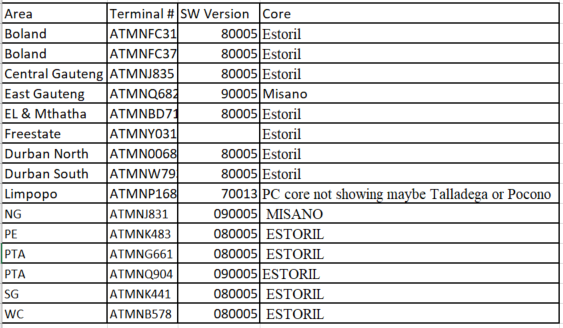 Area Terminal # SW Version Core
Boland ATMNFC31 80005 Estoril
Boland ATMNFC37 80005 Estoril
Central Gauteng ATMNJ835 80005 Estoril
East Gauteng ATMNQ682 90005 Misano
EL & Mthatha ATMNBD71 80005 Estoril
Freestate ATMNY031 Estoril
Durban North ATMN0068 80005 Estoril
Durban South ATMNW79 80005 Estoril
Limpopo ATMNP168 70013 PC core not showing maybe Talladega or Pocono
NG ATMNJ831 090005 MISANO
PE ATMNK483 080005 ESTORIL
PTA ATMNG661 080005 ESTORIL
PTA ATMNQ904 090005 ESTORIL
SG ATMNK441 080005 ESTORIL
WC ATMNB578 080005 ESTORIL